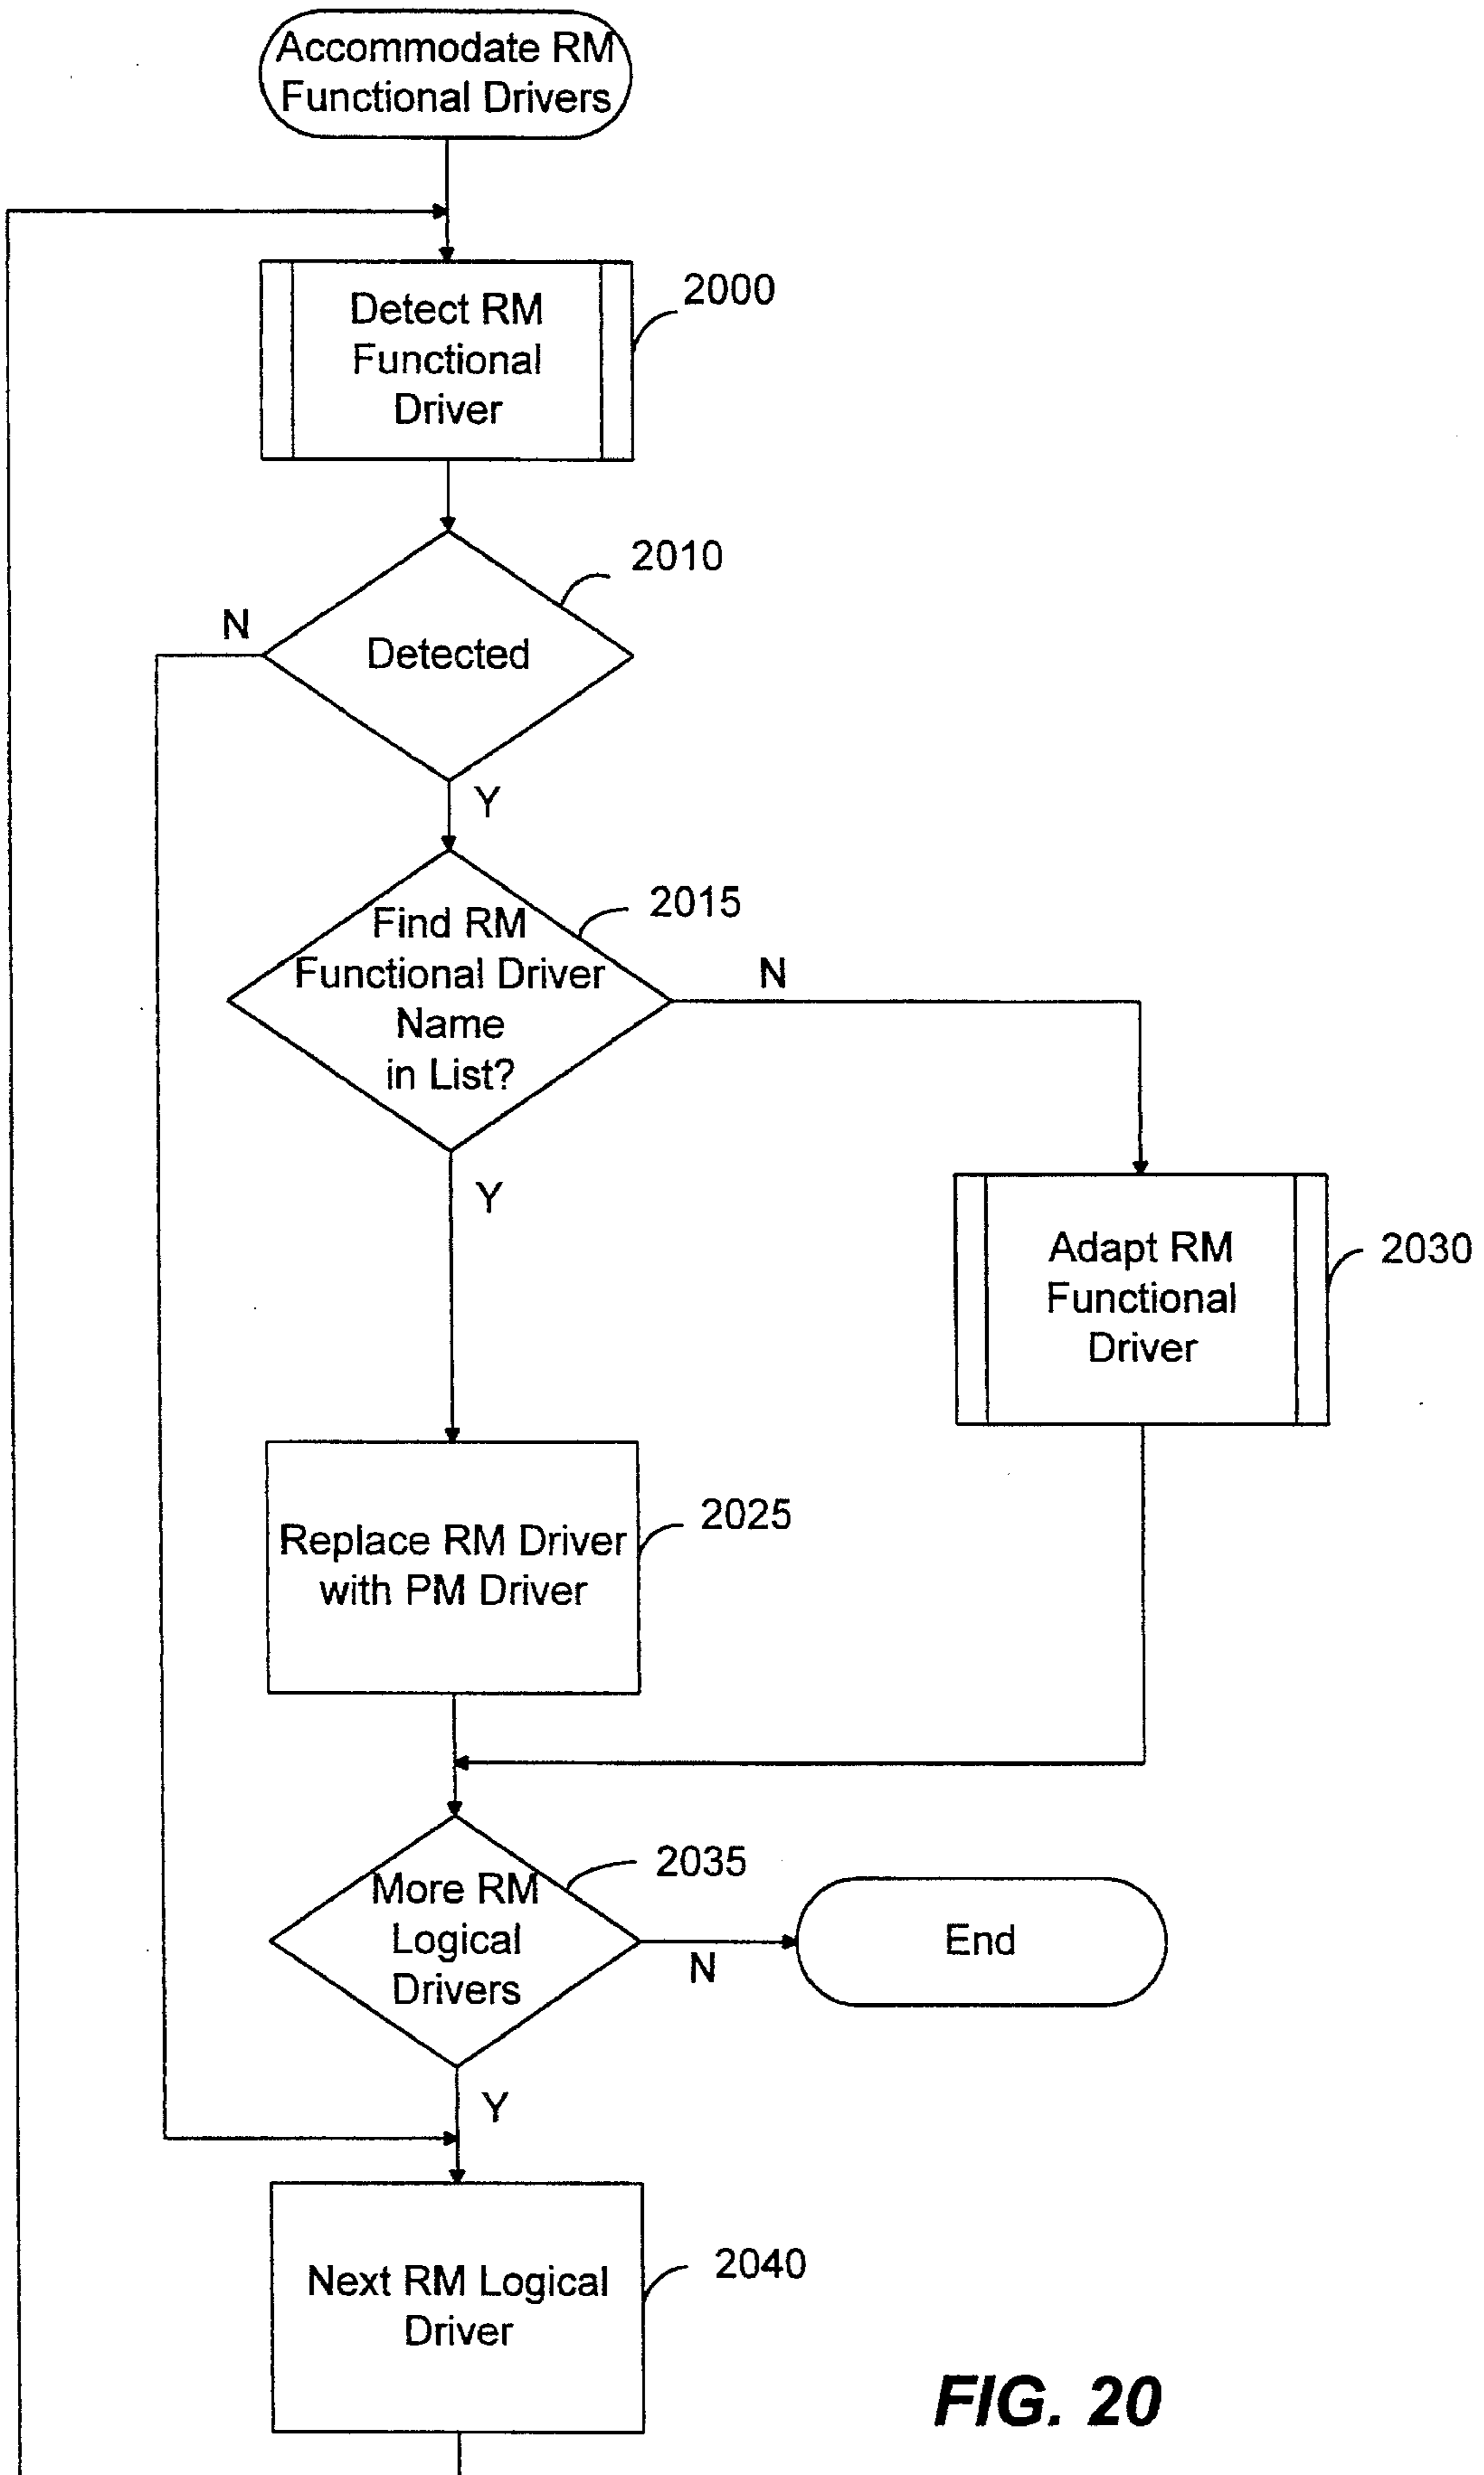 Accommodate RM
Functional Drivers
Detect RM
Functional
Driver
2000
2010
N
Detected
Y
2015
Find RM
Functional Driver
Name
in List?
N
Y
Adapt RM
Functional
Driver
2030
2025
Replace RM Driver
with PM Driver
2035
More RM
Logical
Drivers
End
N
Y
2040
Next RM Logical
Driver
FIG. 20